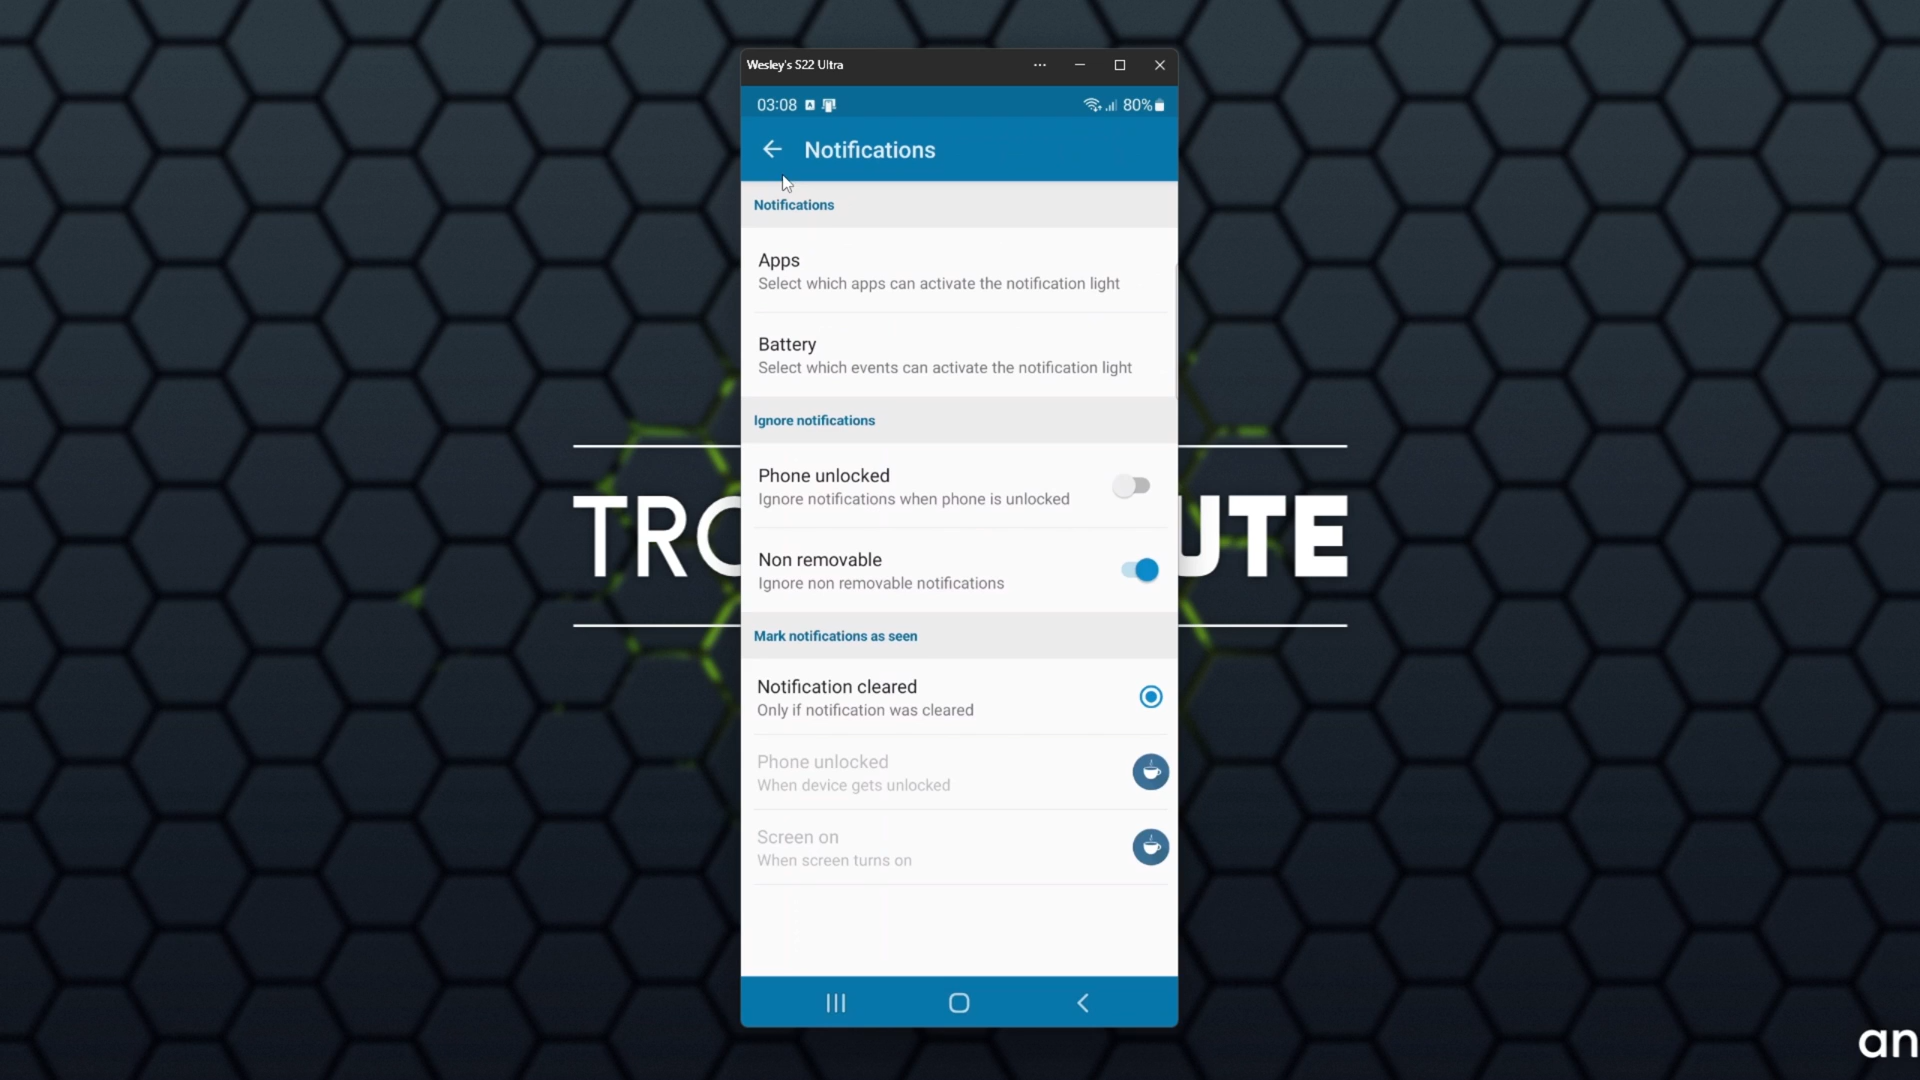 Wesley's S22 Ultra
03:08
80%
Notifications
Notifications
Apps
Select which apps can activate the notification light
Battery
Select which events can activate the notification light
Ignore notifications
Phone unlocked
Ignore notifications when phone is unlocked
Non removable
Ignore non removable notifications
TRO
UTE
Mark notifications as seen
Notification cleared
Only if notification was cleared
Phone unlocked
When device gets unlocked
Screen on
When screen turns on
an